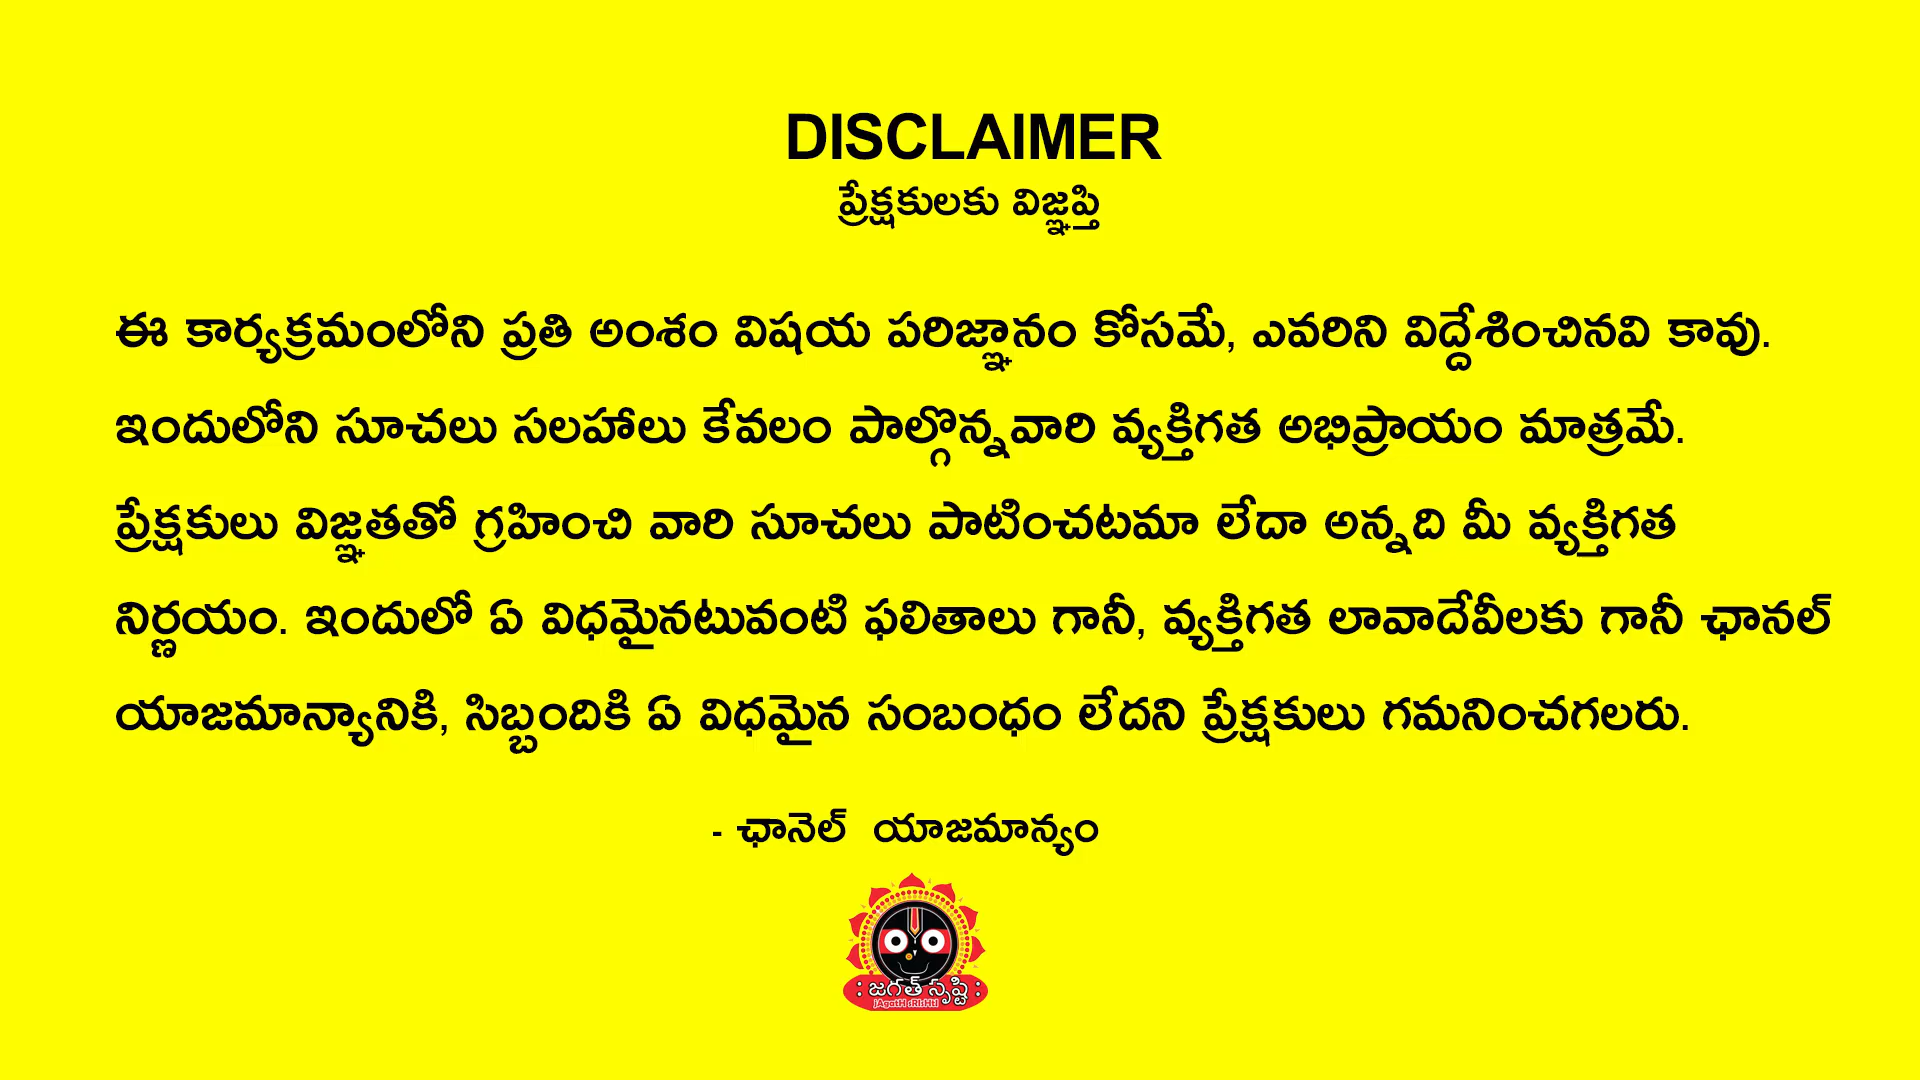 DISCLAIMER
ప్రేక్షకులకు విజ్ఞప్తి
ఈ కార్యక్రమంలోని ప్రతి అంశం విషయ పరిజ్ఞానం కోసమే, ఎవరిని విద్దేశించినవి కావు.
ఇందులోని సూచలు సలహాలు కేవలం పాల్గొన్నవారి వ్యక్తిగత అభిప్రాయం మాత్రమే.
ప్రేక్షకులు విజ్ఞతతో గ్రహించి వారి సూచలు పాటించటమా లేదా అన్నది మీ వ్యక్తిగత
నిర్ణయం. ఇందులో ఏ విధమైనటువంటి ఫలితాలు గానీ, వ్యక్తిగత లావాదేవీలకు గానీ ఛానల్
యాజమాన్యానికి, సిబ్బందికి ఏ విధమైన సంబంధం లేదని ప్రేక్షకులు గమనించగలరు.
- ఛానెల్ యాజమాన్యం
: జగత్ సృష్టి :
jAgatH sRIsHtI